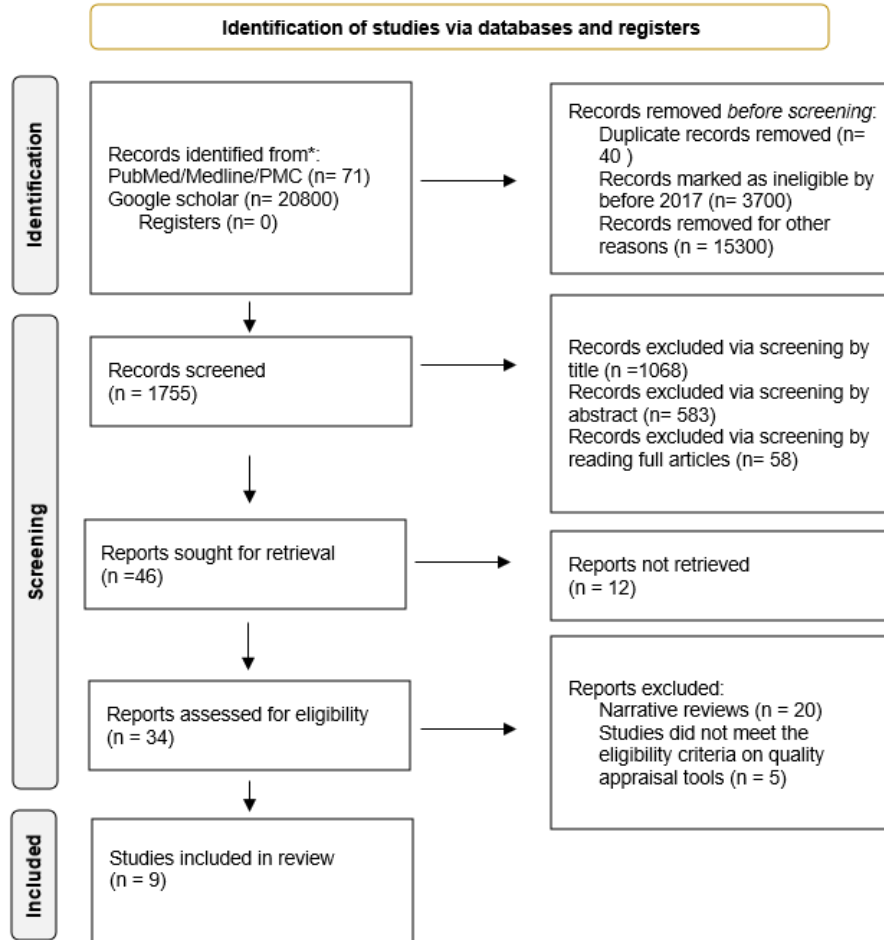 Identification of studies via databases and registers
Identification
Records identified from*:
PubMed/Medline/PMC (n= 71)
Google scholar (n= 20800)
Registers (n= 0)
Records removed before screening:
Duplicate records removed (n=
40 )
Records marked as ineligible by
before 2017 (n= 3700)
Records removed for other
reasons (n = 15300)
Screening
Records screened
(n = 1755)
Records excluded via screening by
title (n =1068)
Records excluded via screening by
abstract (n= 583)
Records excluded via screening by
reading full articles (n= 58)
Reports sought for retrieval
(n =46)
Reports not retrieved
(n = 12)
Reports assessed for eligibility
(n = 34)
Reports excluded:
Narrative reviews (n = 20)
Studies did not meet the
eligibility criteria on quality
appraisal tools (n = 5)
Included
Studies included in review
(n = 9)